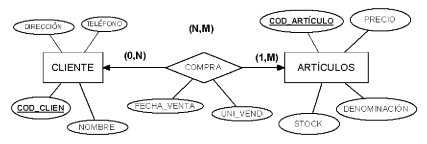 DIRECCIÓN
TELÉFONO
(N,M)
COD_ARTÍCULO
PRECIO
CLIENTE
(0,N)
COMPRA
(1,M)
ARTÍCULOS
COD_CLIEN
NOMBRE
FECHA_VENTA
UNI_VEND
STOCK
DENOMINACIÓN